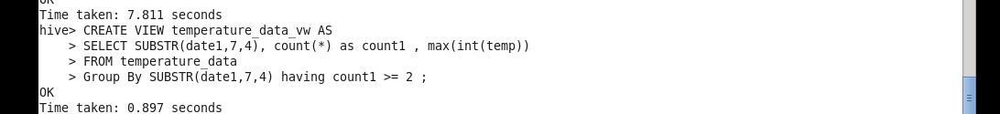 OK
Time taken: 7.811 seconds
hive> CREATE VIEW temperature_data_vw AS
    > SELECT SUBSTR(date1,7,4), count(*) as count1 , max(int(temp))
    > FROM temperature_data
    > Group By SUBSTR(date1,7,4) having count1 >= 2 ;
OK
Time taken: 0.897 seconds